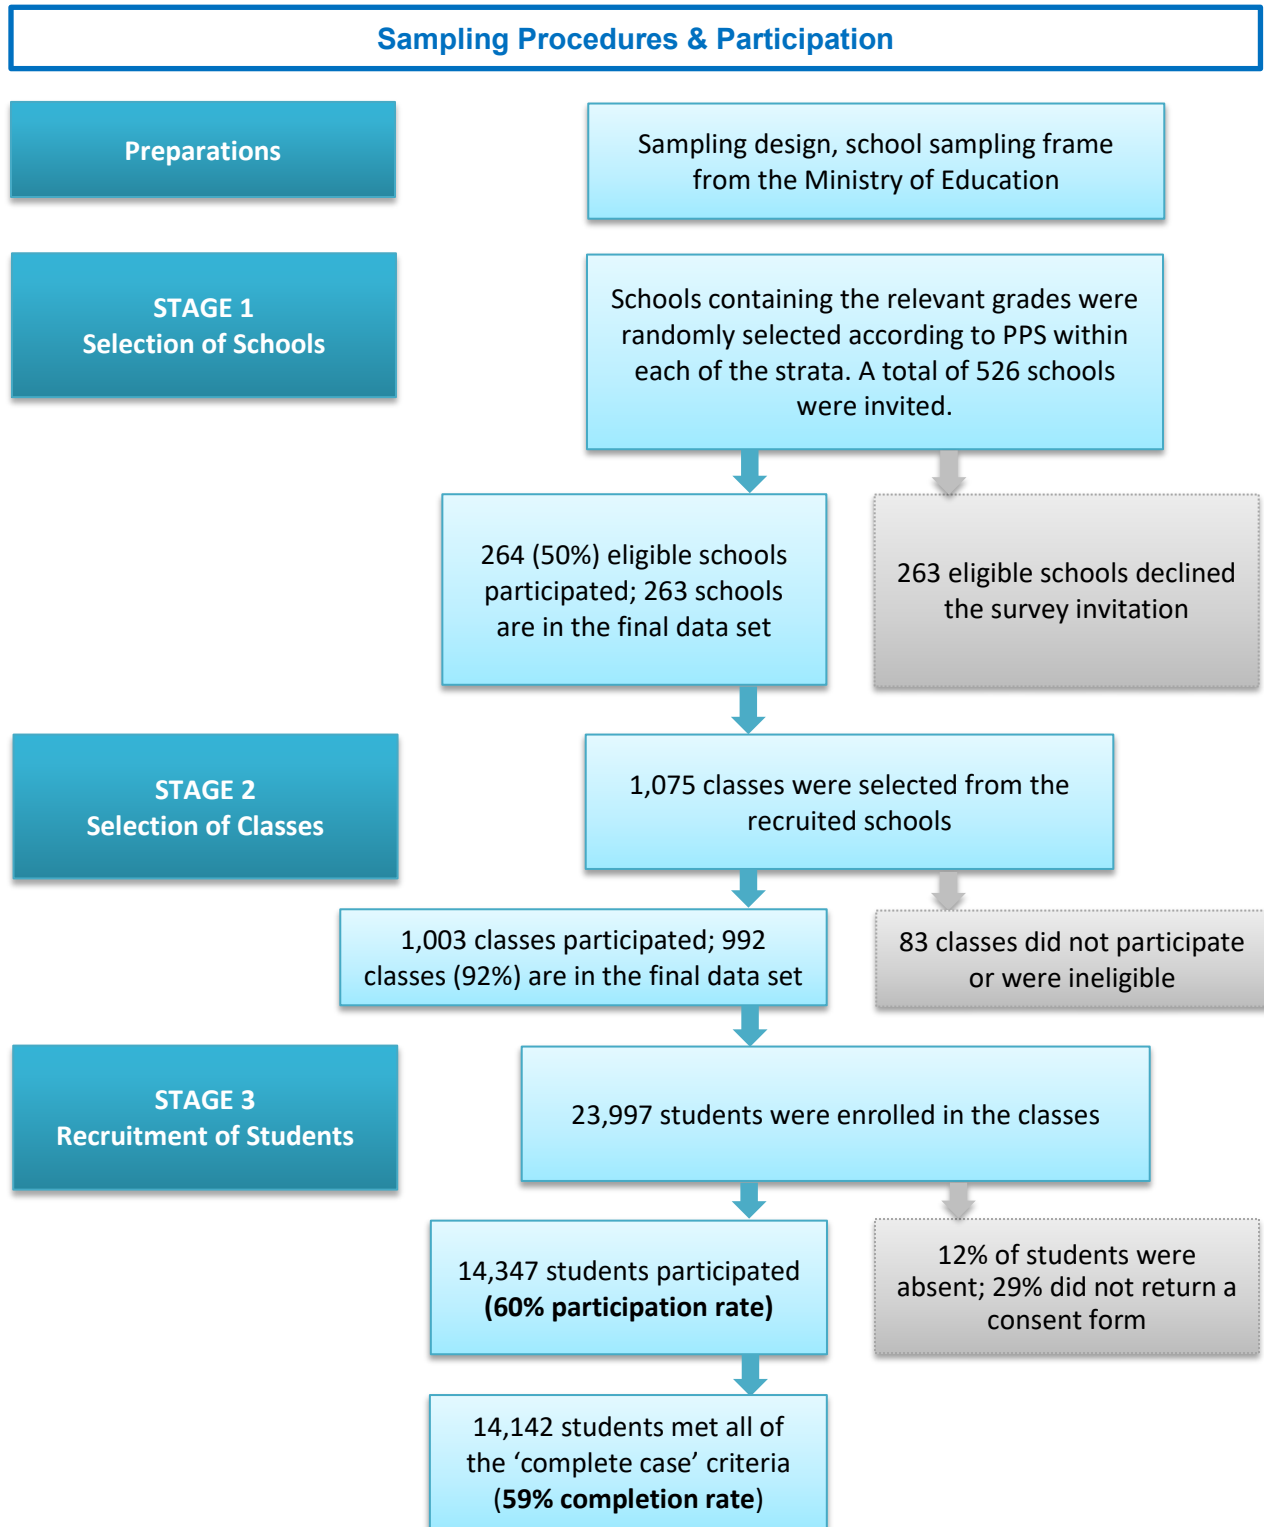 Sampling Procedures & Participation
Preparations
Sampling design, school sampling frame
from the Ministry of Education
STAGE 1
Selection of Schools
Schools containing the relevant grades were
randomly selected according to PPS within
each of the strata. A total of 526 schools
were invited.
264 (50%) eligible schools
participated; 263 schools
are in the final data set
263 eligible schools declined
the survey invitation
STAGE 2
Selection of Classes
1,075 classes were selected from the
recruited schools
1,003 classes participated; 992
classes (92%) are in the final data set
83 classes did not participate
or were ineligible
STAGE 3
Recruitment of Students
23,997 students were enrolled in the classes
14,347 students participated
(60% participation rate)
12% of students were
absent; 29% did not return a
consent form
14,142 students met all of
the ‘complete case’ criteria
(59% completion rate)